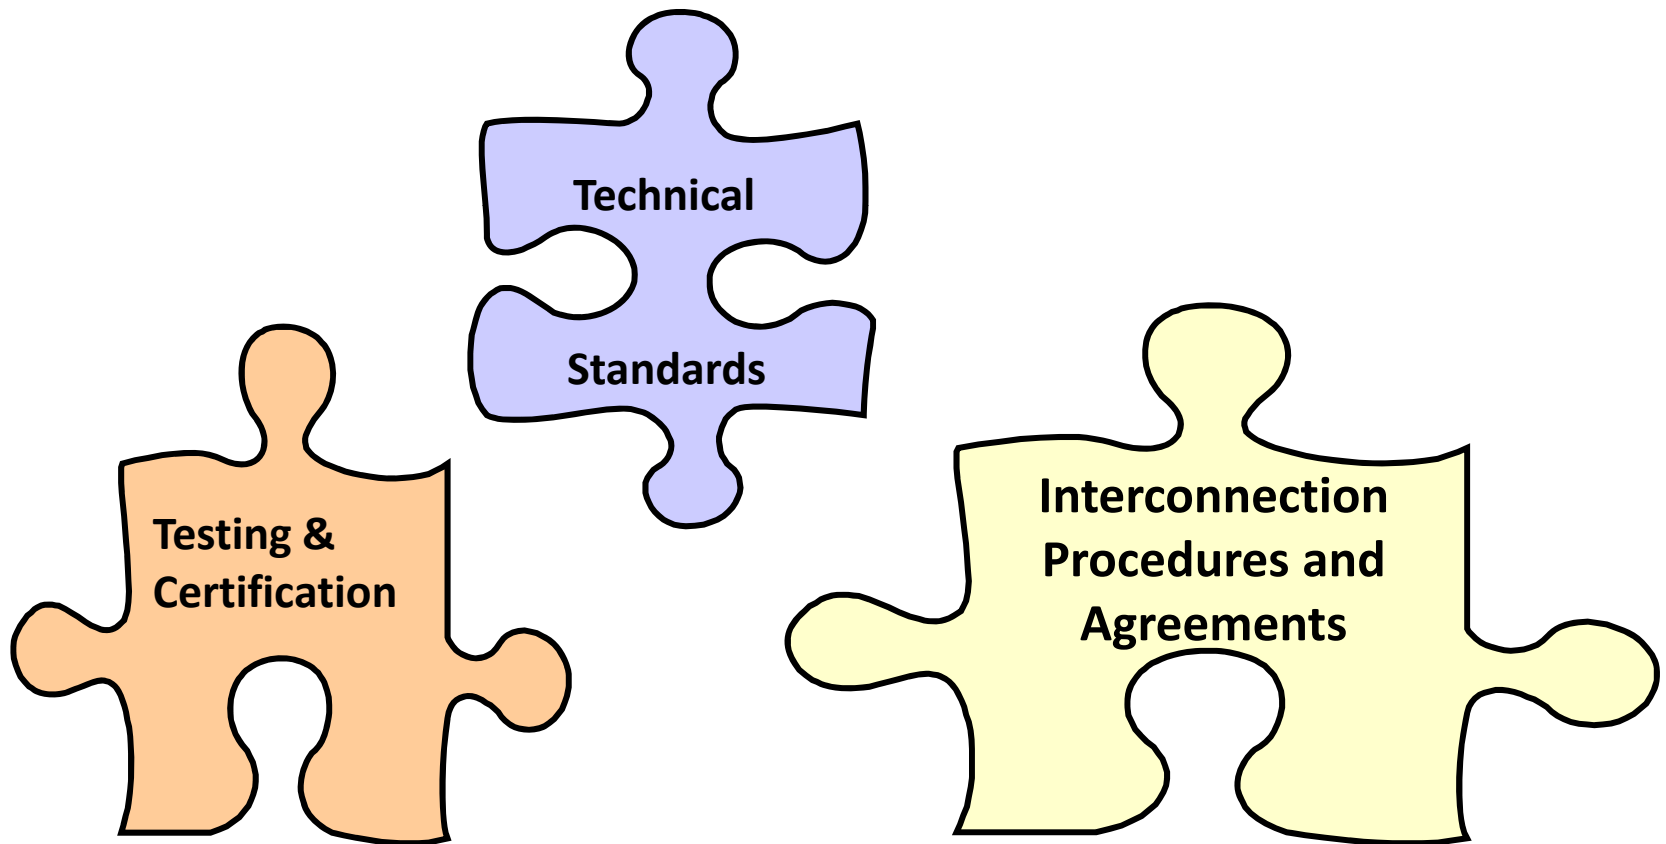 Technical
Standards
Testing &
Certification
Interconnection
Procedures and
Agreements